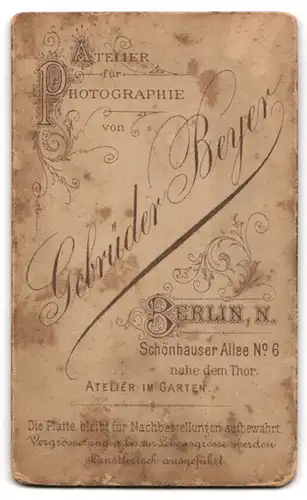 ATELIER
für
PHOTOGRAPHIE
von
Gebrüder Beyer
BERLIN, N.
Schönhauser Allee Nº 6
nahe dem Thor.
ATELIER IM GARTEN.
Die Platte bleibt für Nachbestellungen aufbewahrt.
Vergrösserungen bis zu Lebensgrösse werden
künstlerisch ausgeführt.